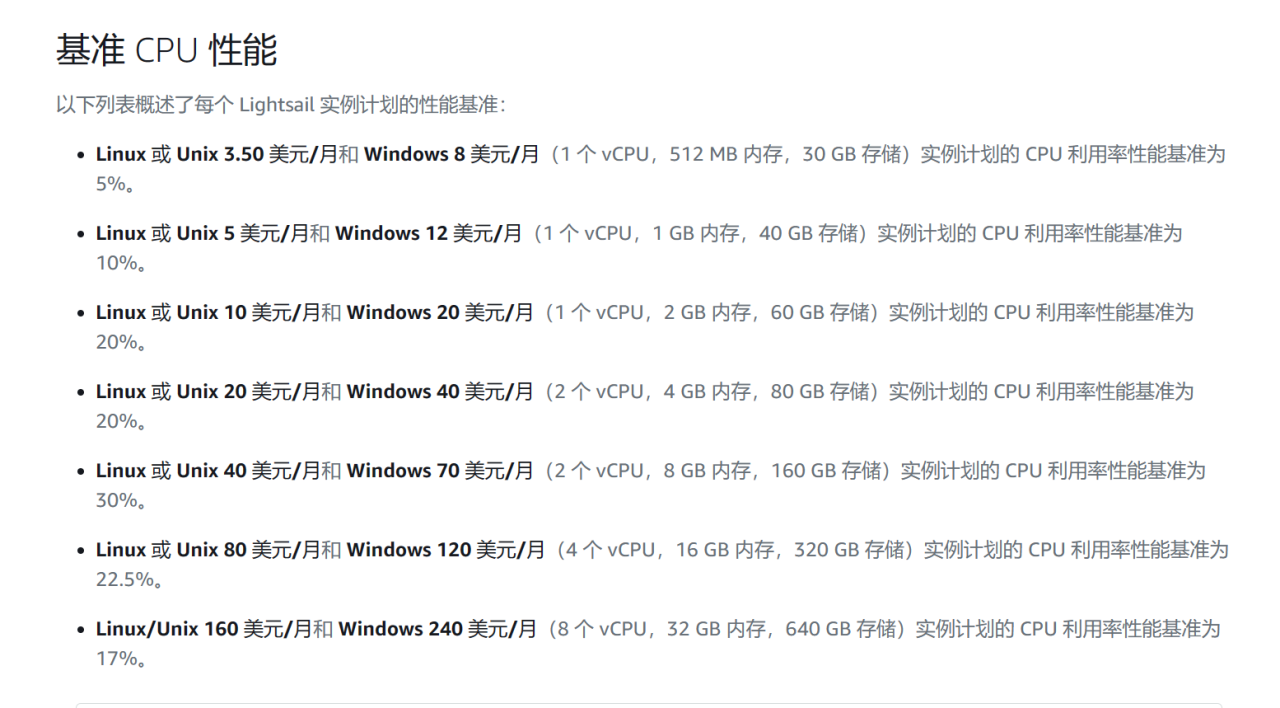 基准 CPU 性能
以下列表概述了每个 Lightsail 实例计划的性能基准：
• Linux 或 Unix 3.50 美元/月和 Windows 8 美元/月（1 个 vCPU，512 MB 内存，30 GB 存储）实例计划的 CPU 利用率性能基准为
5%。
• Linux 或 Unix 5 美元/月和 Windows 12 美元/月（1 个 vCPU，1 GB 内存，40 GB 存储）实例计划的 CPU 利用率性能基准为
10%。
• Linux 或 Unix 10 美元/月和 Windows 20 美元/月（1 个 vCPU，2 GB 内存，60 GB 存储）实例计划的 CPU 利用率性能基准为
20%。
• Linux 或 Unix 20 美元/月和 Windows 40 美元/月（2 个 vCPU，4 GB 内存，80 GB 存储）实例计划的 CPU 利用率性能基准为
20%。
• Linux 或 Unix 40 美元/月和 Windows 70 美元/月（2 个 vCPU，8 GB 内存，160 GB 存储）实例计划的 CPU 利用率性能基准为
30%。
• Linux 或 Unix 80 美元/月和 Windows 120 美元/月（4 个 vCPU，16 GB 内存，320 GB 存储）实例计划的 CPU 利用率性能基准为
22.5%。
• Linux/Unix 160 美元/月和 Windows 240 美元/月（8 个 vCPU，32 GB 内存，640 GB 存储）实例计划的 CPU 利用率性能基准为
17%。